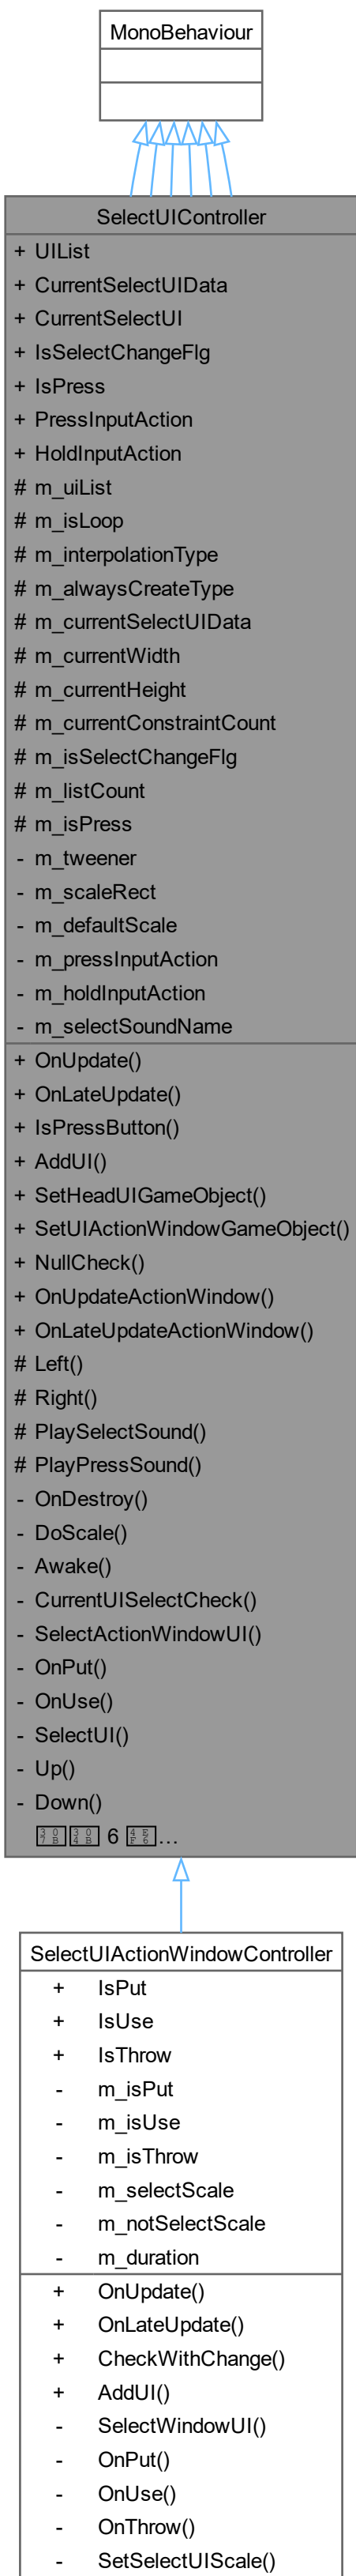 MonoBehaviour
SelectUIController
+ UIList
+ CurrentSelectUIData
+ CurrentSelectUI
+ IsSelectChangeFlg
+ IsPress
+ PressInputAction
+ HoldInputAction
# m_uiList
# m_isLoop
# m_interpolationType
# m_alwaysCreateType
# m_currentSelectUIData
# m_currentWidth
# m_currentHeight
# m_currentConstraintCount
# m_isSelectChangeFlg
# m_listCount
# m_isPress
- m_tweener
- m_scaleRect
- m_defaultScale
- m_pressInputAction
- m_holdInputAction
- m_selectSoundName
+ OnUpdate()
+ OnLateUpdate()
+ IsPressButton()
+ AddUI()
+ SetHeadUIGameObject()
+ SetUIActionWindowGameObject()
+ NullCheck()
+ OnUpdateActionWindow()
+ OnLateUpdateActionWindow()
# Left()
# Right()
# PlaySelectSound()
# PlayPressSound()
- OnDestroy()
- DoScale()
- Awake()
- CurrentUISelectCheck()
- SelectActionWindowUI()
- OnPut()
- OnUse()
- SelectUI()
- Up()
- Down()
6 ...
SelectUIActionWindowController
+ IsPut
+ IsUse
+ IsThrow
- m_isPut
- m_isUse
- m_isThrow
- m_selectScale
- m_notSelectScale
- m_duration
+ OnUpdate()
+ OnLateUpdate()
+ CheckWithChange()
+ AddUI()
- SelectWindowUI()
- OnPut()
- OnUse()
- OnThrow()
- SetSelectUIScale()